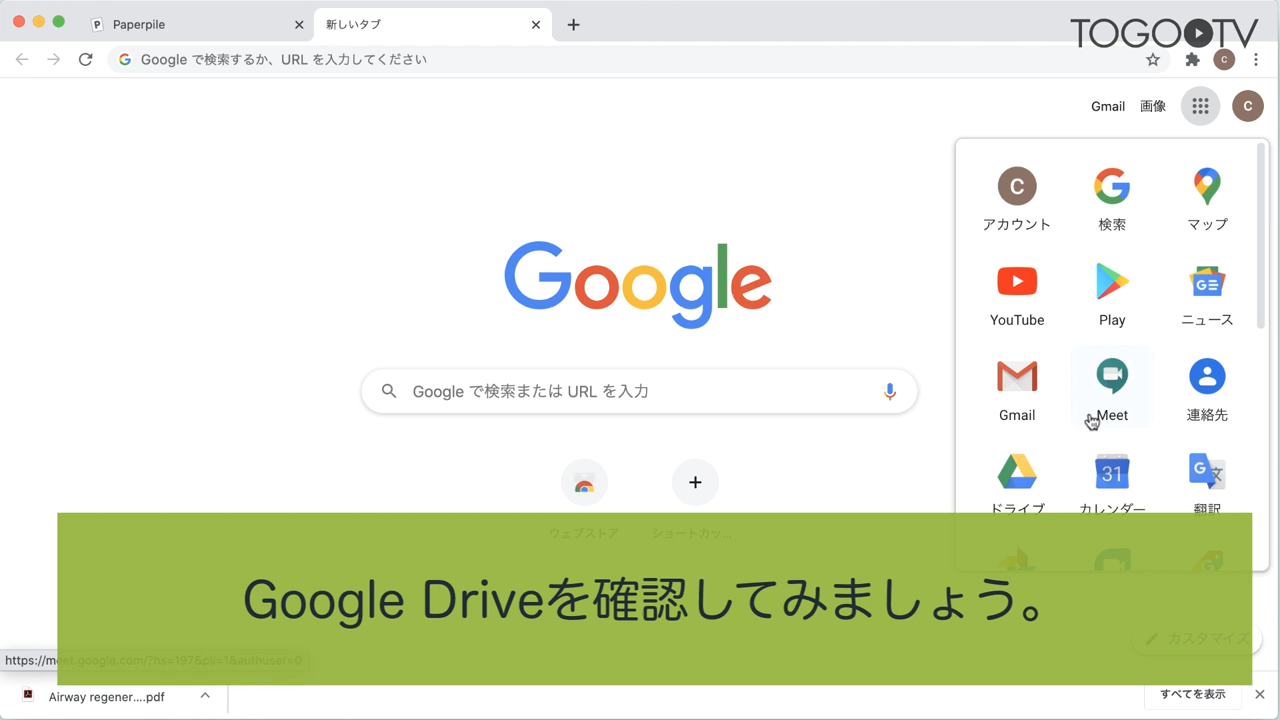 Paperpile
新しいタブ
TOGO TV
Google で検索するか、URL を入力してください
C
Gmail
画像
C
C
アカウント
検索
マップ
YouTube
Play
ニュース
Google
Gmail
Meet
連絡先
Google で検索または URL を入力
31
ドライブ
カレンダー
翻訳
ウェブストア
ショートカッ...
Google Driveを確認してみましょう。
カスタマイズ
https://meet.google.com/?hs=197&pli=1&authuser=0
Airway regener....pdf
すべてを表示